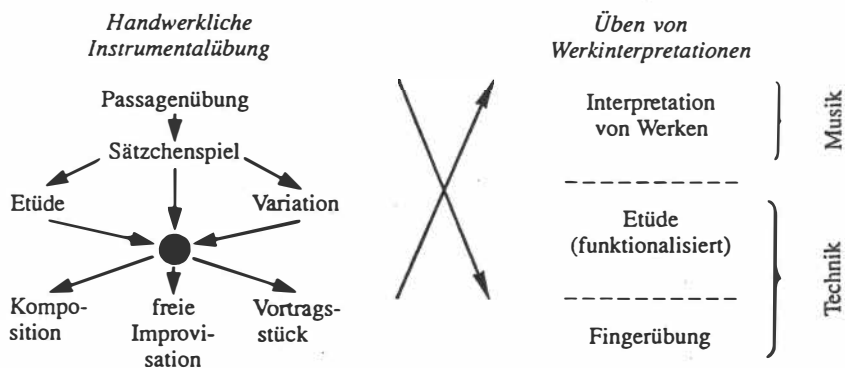 Handwerkliche
Instrumentalübung
Passagenübung
Sätzchenspiel
Etüde
Variation
Kompo-
sition
freie
Improvi-
sation
Vortrags-
stück
Üben von
Werkinterpretationen
Interpretation
von Werken
Musik
Etüde
(funktionalisiert)
Technik
Fingerübung